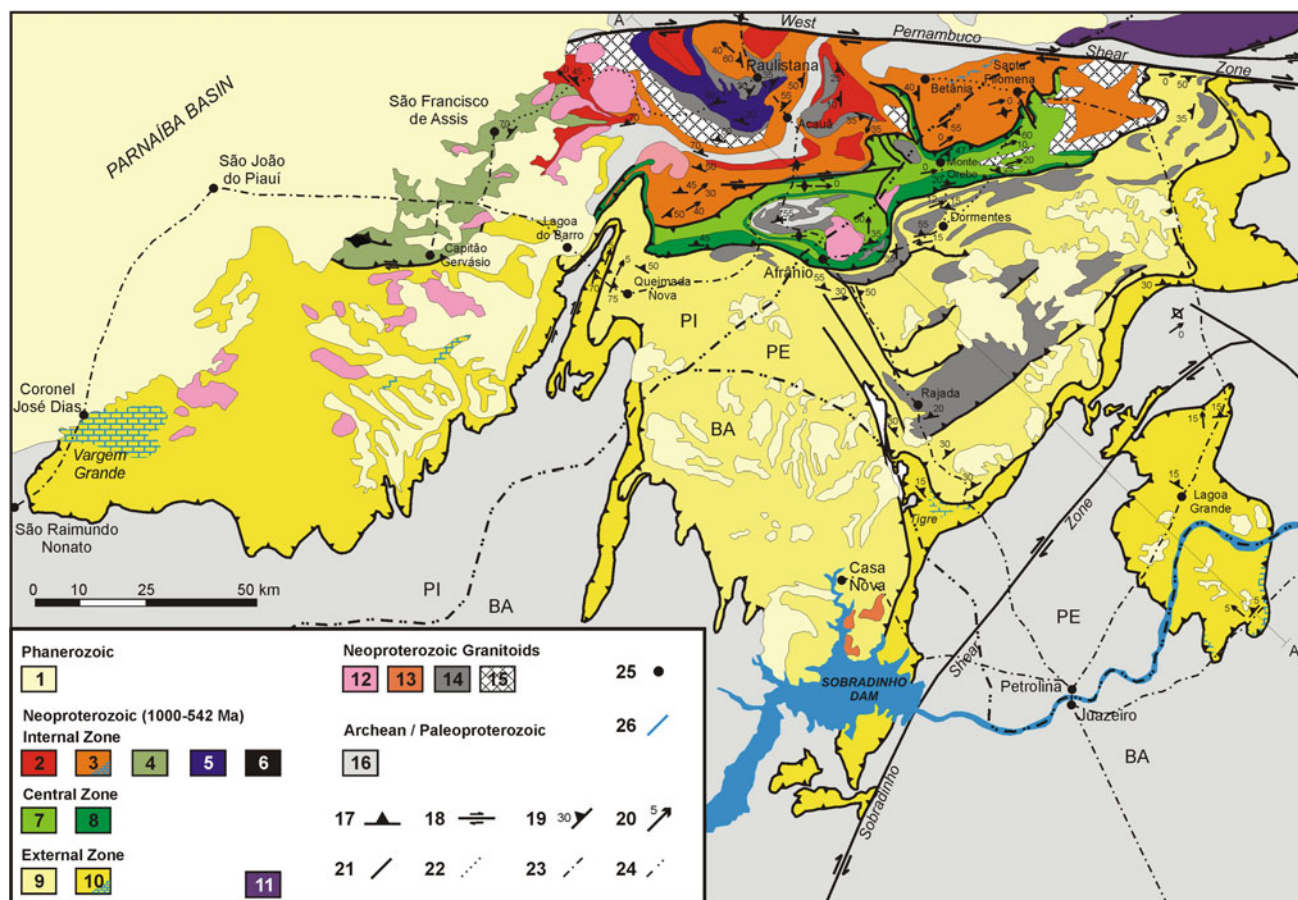 A
West
Pernambuco
Shear
Zone
PARNAÍBA BASIN
Paulistana
Santa
Filomena
Betânia
Acauã
São Francisco
de Assis
São João
do Piauí
Monte
Orebe
Lagoa
do Barro
Dormentes
Capitão
Gervásio
Afrânio
Queimada
Nova
PI
PE
Coronel
José Dias
Rajada
BA
Vargem
Grande
Lagoa
Grande
Tigre
São Raimundo
Nonato
Casa
Nova
Zone
Shear
Sobradinho
0 25 50 km
PI
BA
PE
A
SOBRADINHO
DAM
Petrolina
Juazeiro
BA
Phanerozoic
1
Neoproterozoic (1000-542 Ma)
Internal Zone
2 3 4 5 6
Central Zone
7 8
External Zone
9 10 11
Neoproterozoic Granitoids
12 13 14 15
Archean / Paleoproterozoic
16
25
26
17 18 19 30 20 5
21 22 23 24